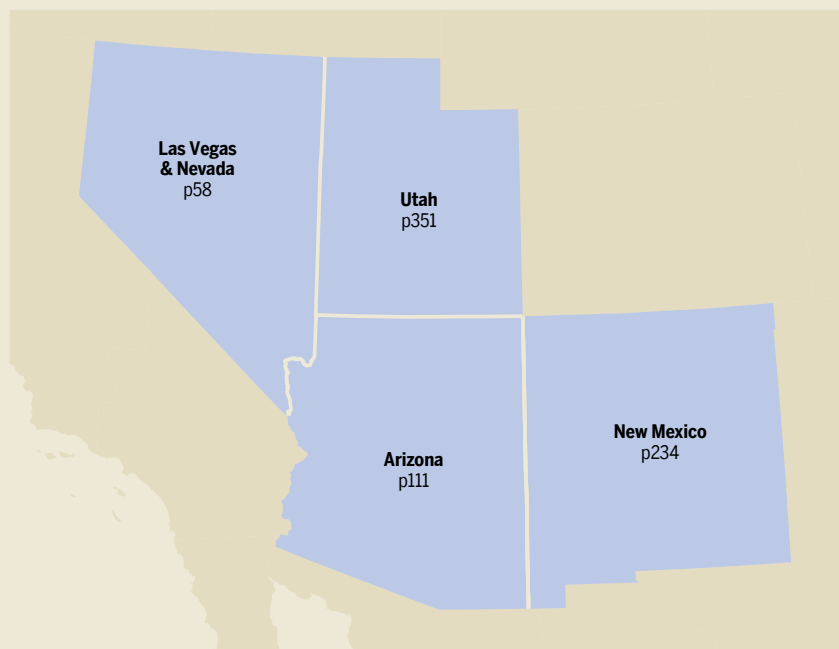 Las Vegas
& Nevada
p58
Utah
p351
Arizona
p111
New Mexico
p234